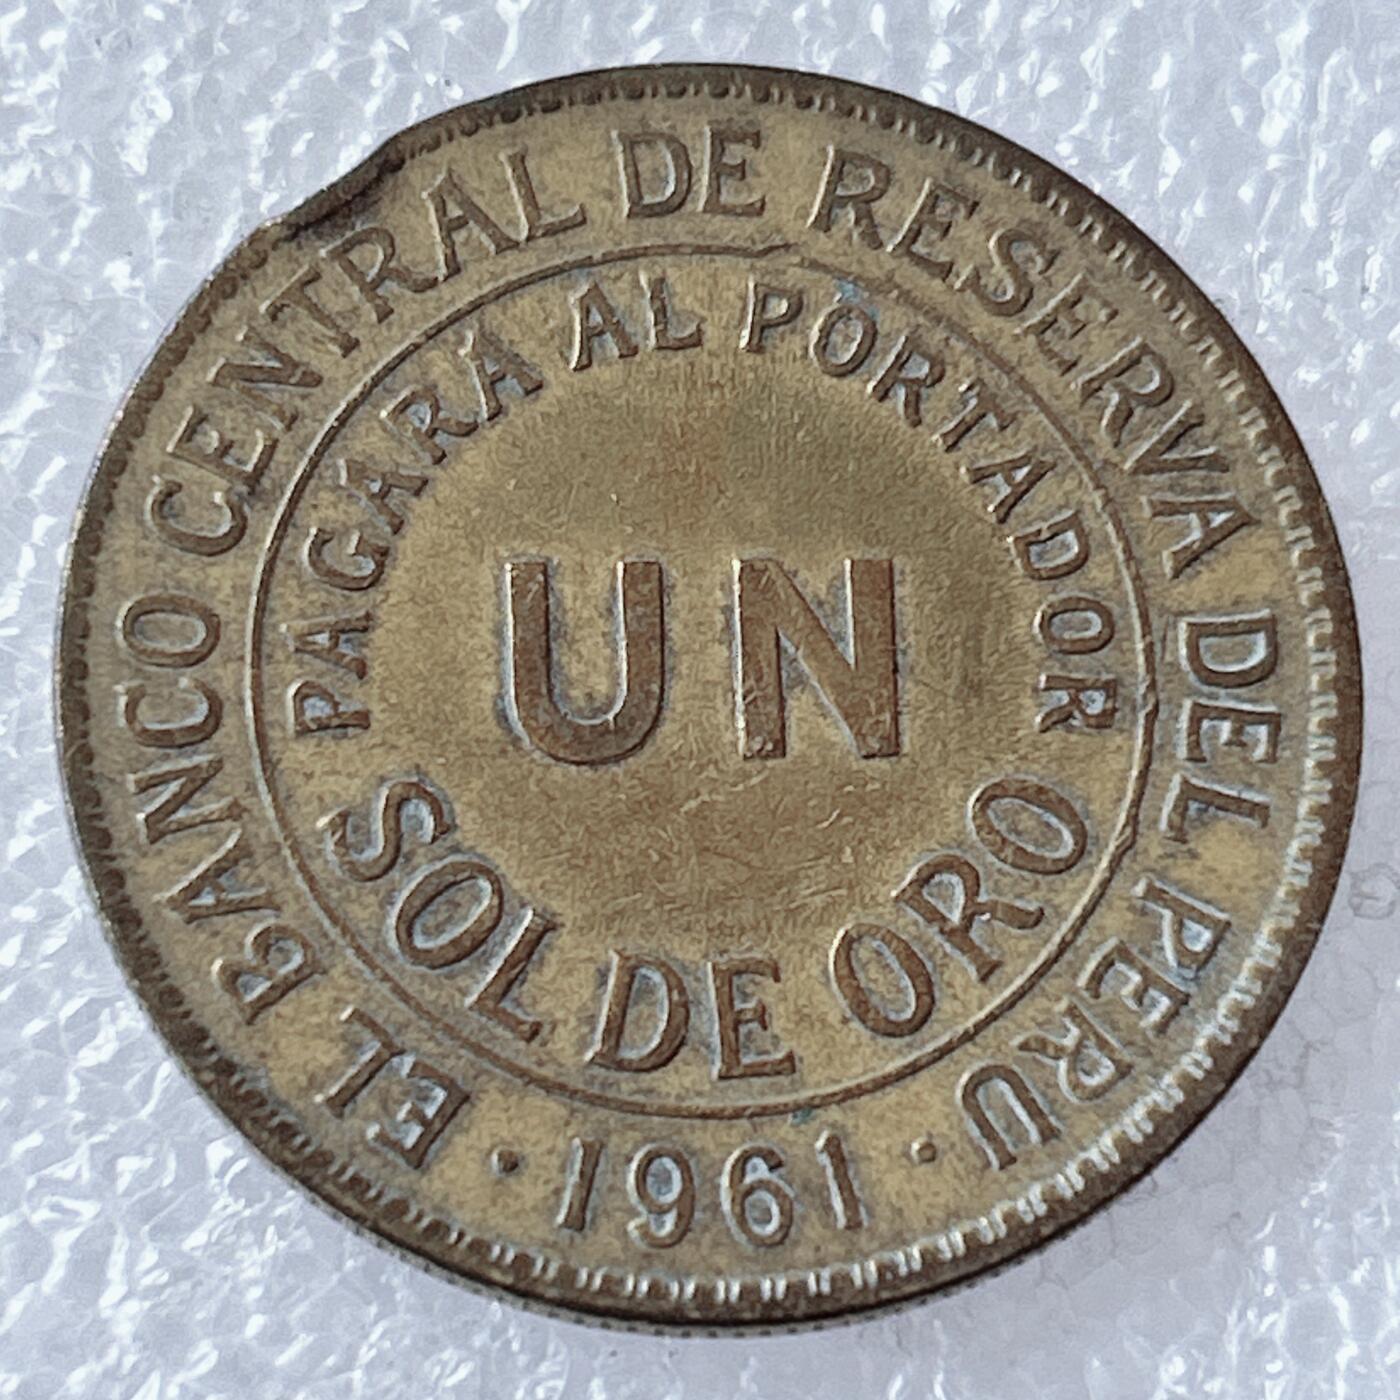 EL BANCO CENTRAL DE RESERVA DEL PERU
PAGARA AL PORTADOR
UN
SOL DE ORO
· 1961 ·